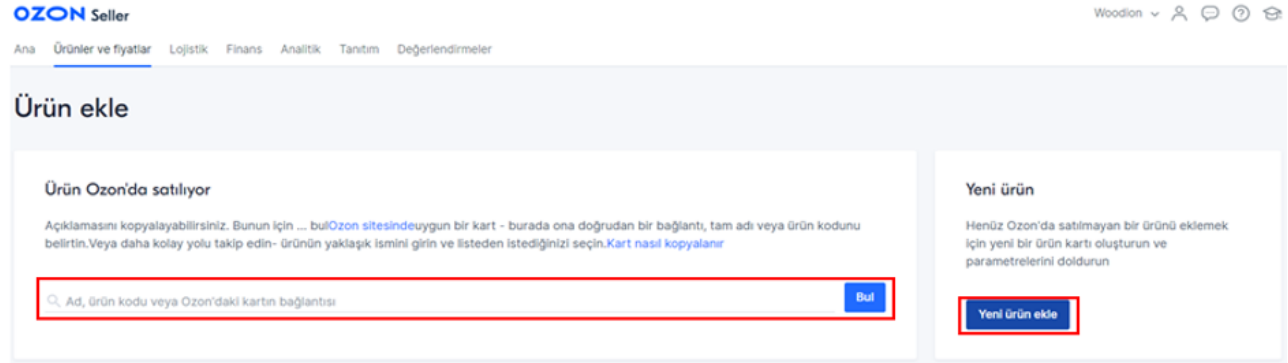 OZON Seller
Woodion
Ana Ürünler ve fiyatlar Lojistik Finans Analitik Tanıtım Değerlendirmeler
Ürün ekle
Ürün Ozon'da satılıyor
Açıklamasını kopyalayabilirsiniz. Bunun için ... bulOzon sitesindeuygun bir kart - burada ona doğrudan bir bağlantı, tam adı veya ürün kodunu
belirtin.Veya daha kolay yolu takip edin- ürünün yaklaşık ismini girin ve listeden istediğinizi seçin.Kart nasıl kopyalanır
Ad, ürün kodu veya Ozon'daki kartın bağlantısı
Bul
Yeni ürün
Henüz Ozon'da satılmayan bir ürünü eklemek
için yeni bir ürün kartı oluşturun ve
parametrelerini doldurun
Yeni ürün ekle